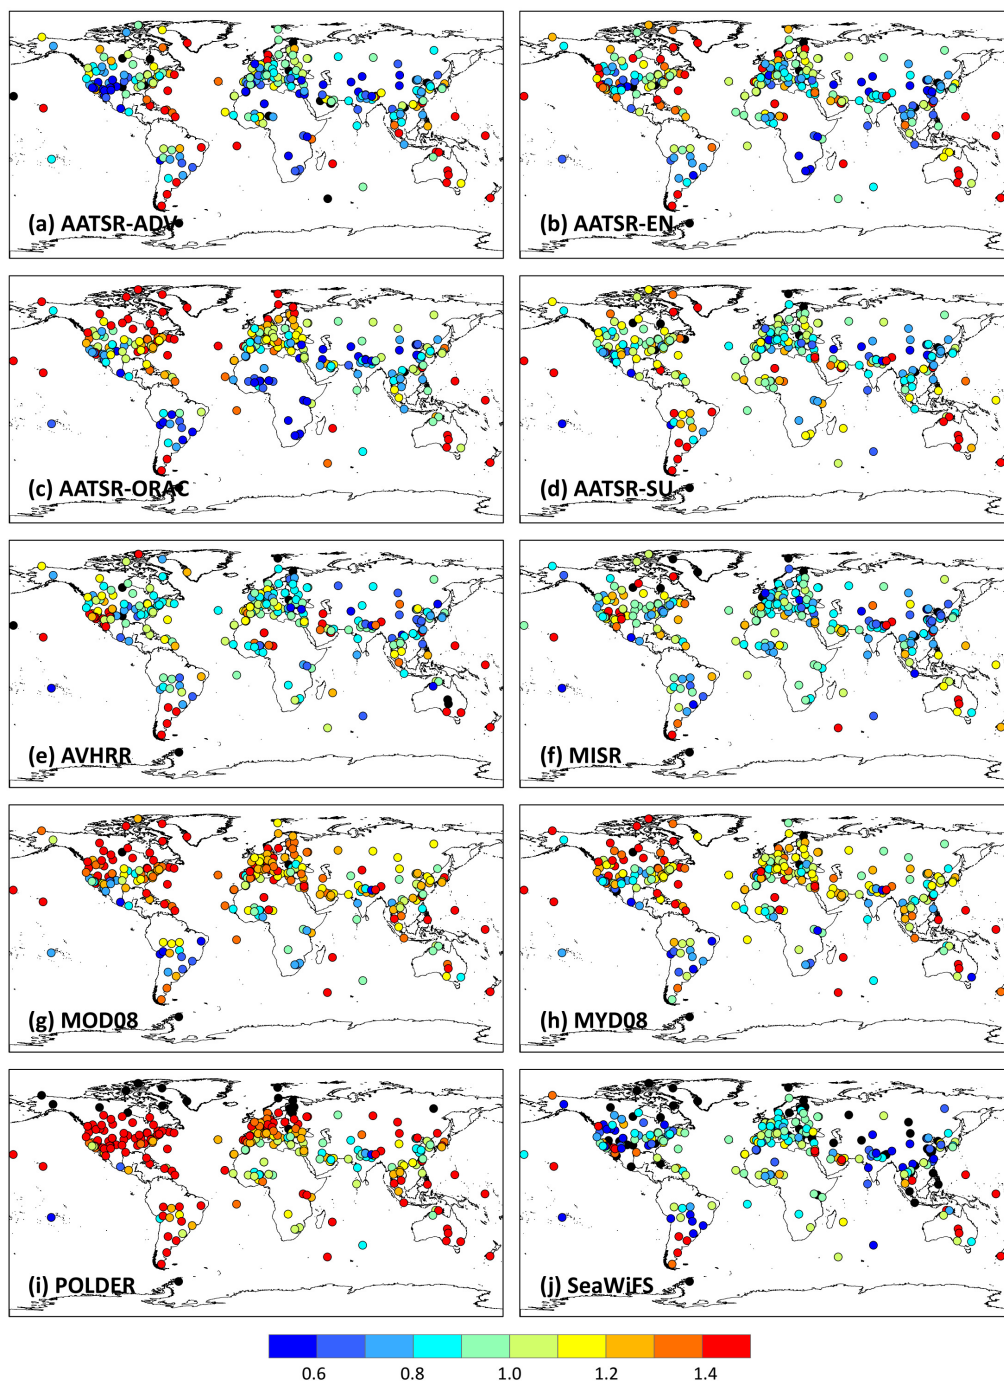 (a) AATSR-ADV
(b) AATSR-EN
(c) AATSR-ORAC
(d) AATSR-SU
(e) AVHRR
(f) MISR
(g) MOD08
(h) MYD08
(i) POLDER
(j) SeaWiFS
0.6 0.8 1.0 1.2 1.4